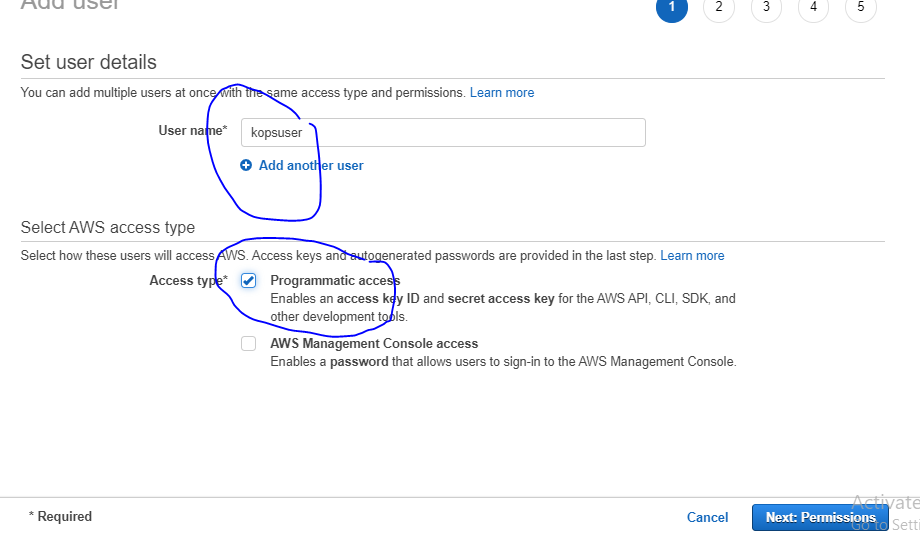 Add user
1 2 3 4 5
Set user details
You can add multiple users at once with the same access type and permissions. Learn more
User name* kopsuser
Add another user
Select AWS access type
Select how these users will access AWS. Access keys and autogenerated passwords are provided in the last step. Learn more
Access type* Programmatic access
Enables an access key ID and secret access key for the AWS API, CLI, SDK, and
other development tools.
AWS Management Console access
Enables a password that allows users to sign-in to the AWS Management Console.
* Required
Cancel
Next: Permissions
Activate
Go to Setti